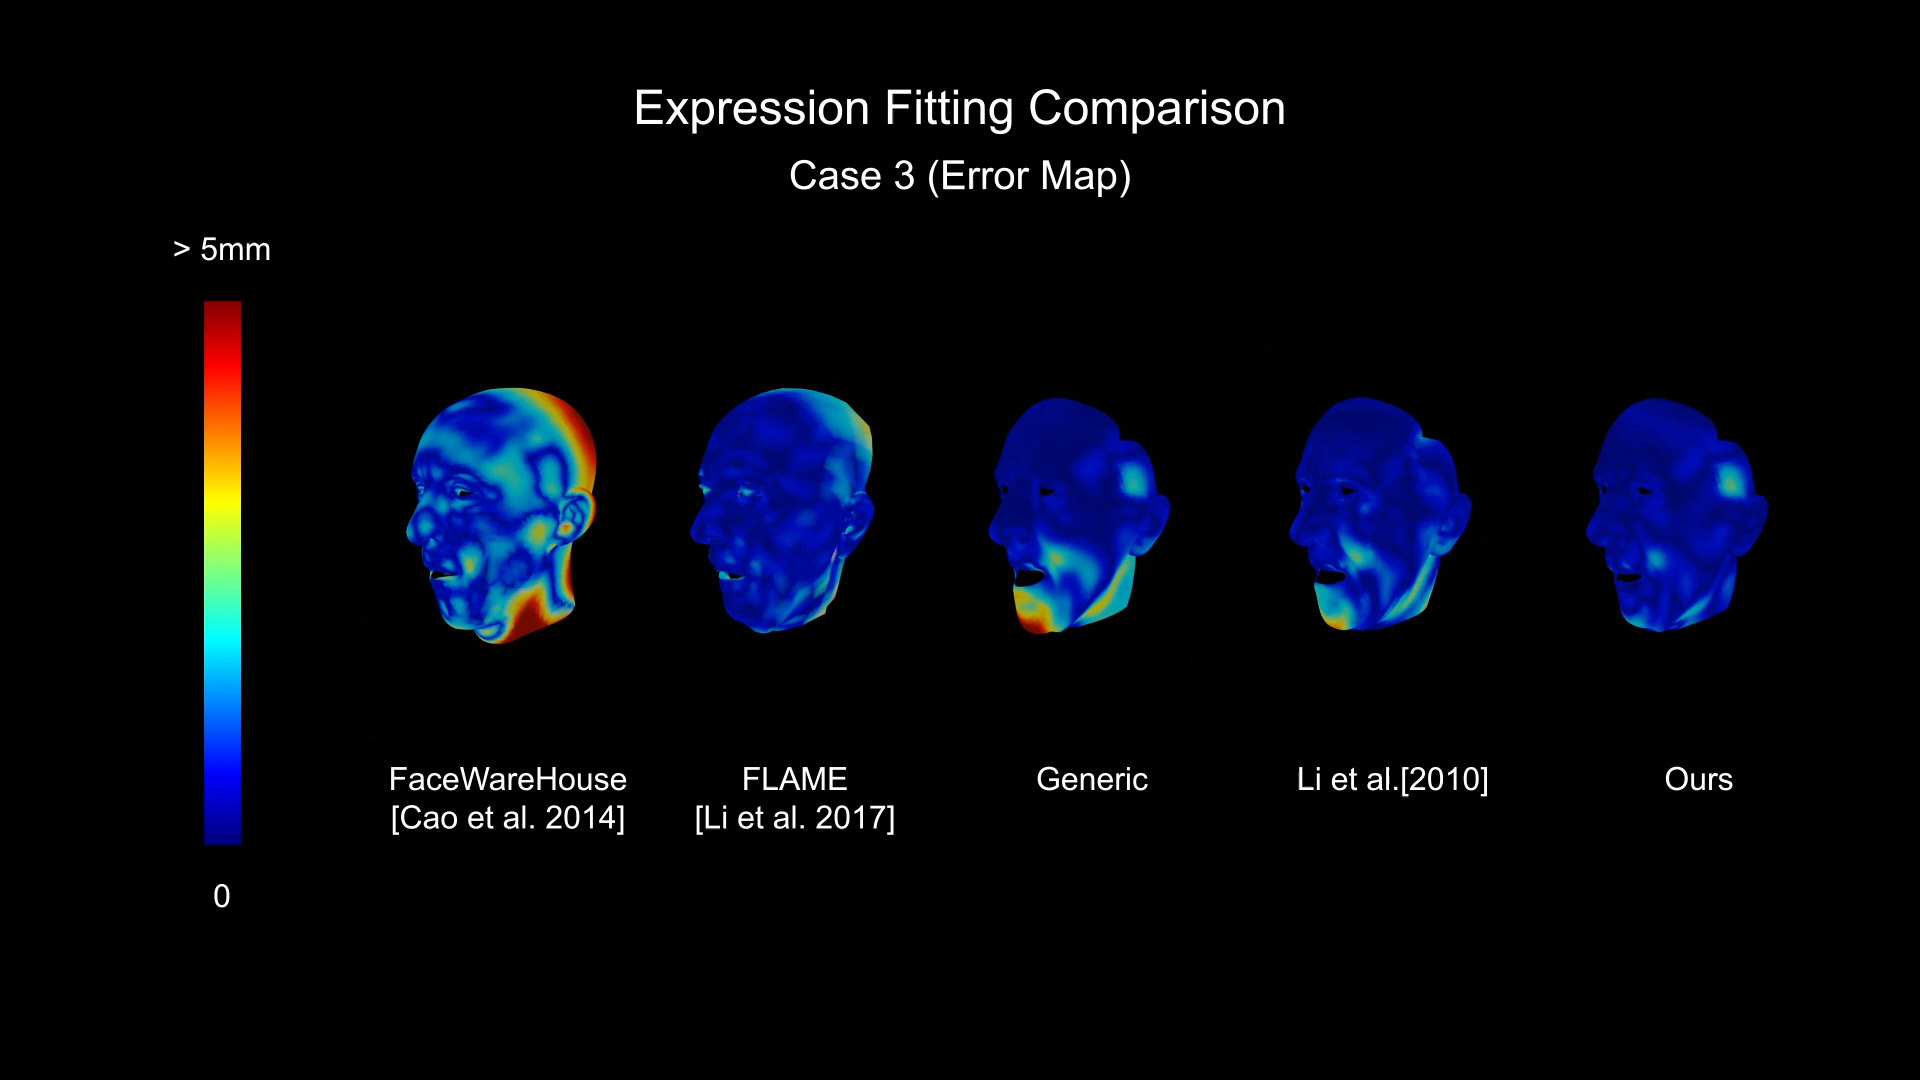 Expression Fitting Comparison
Case 3 (Error Map)
> 5mm
0
FaceWareHouse
[Cao et al. 2014]
FLAME
[Li et al. 2017]
Generic
Li et al.[2010]
Ours